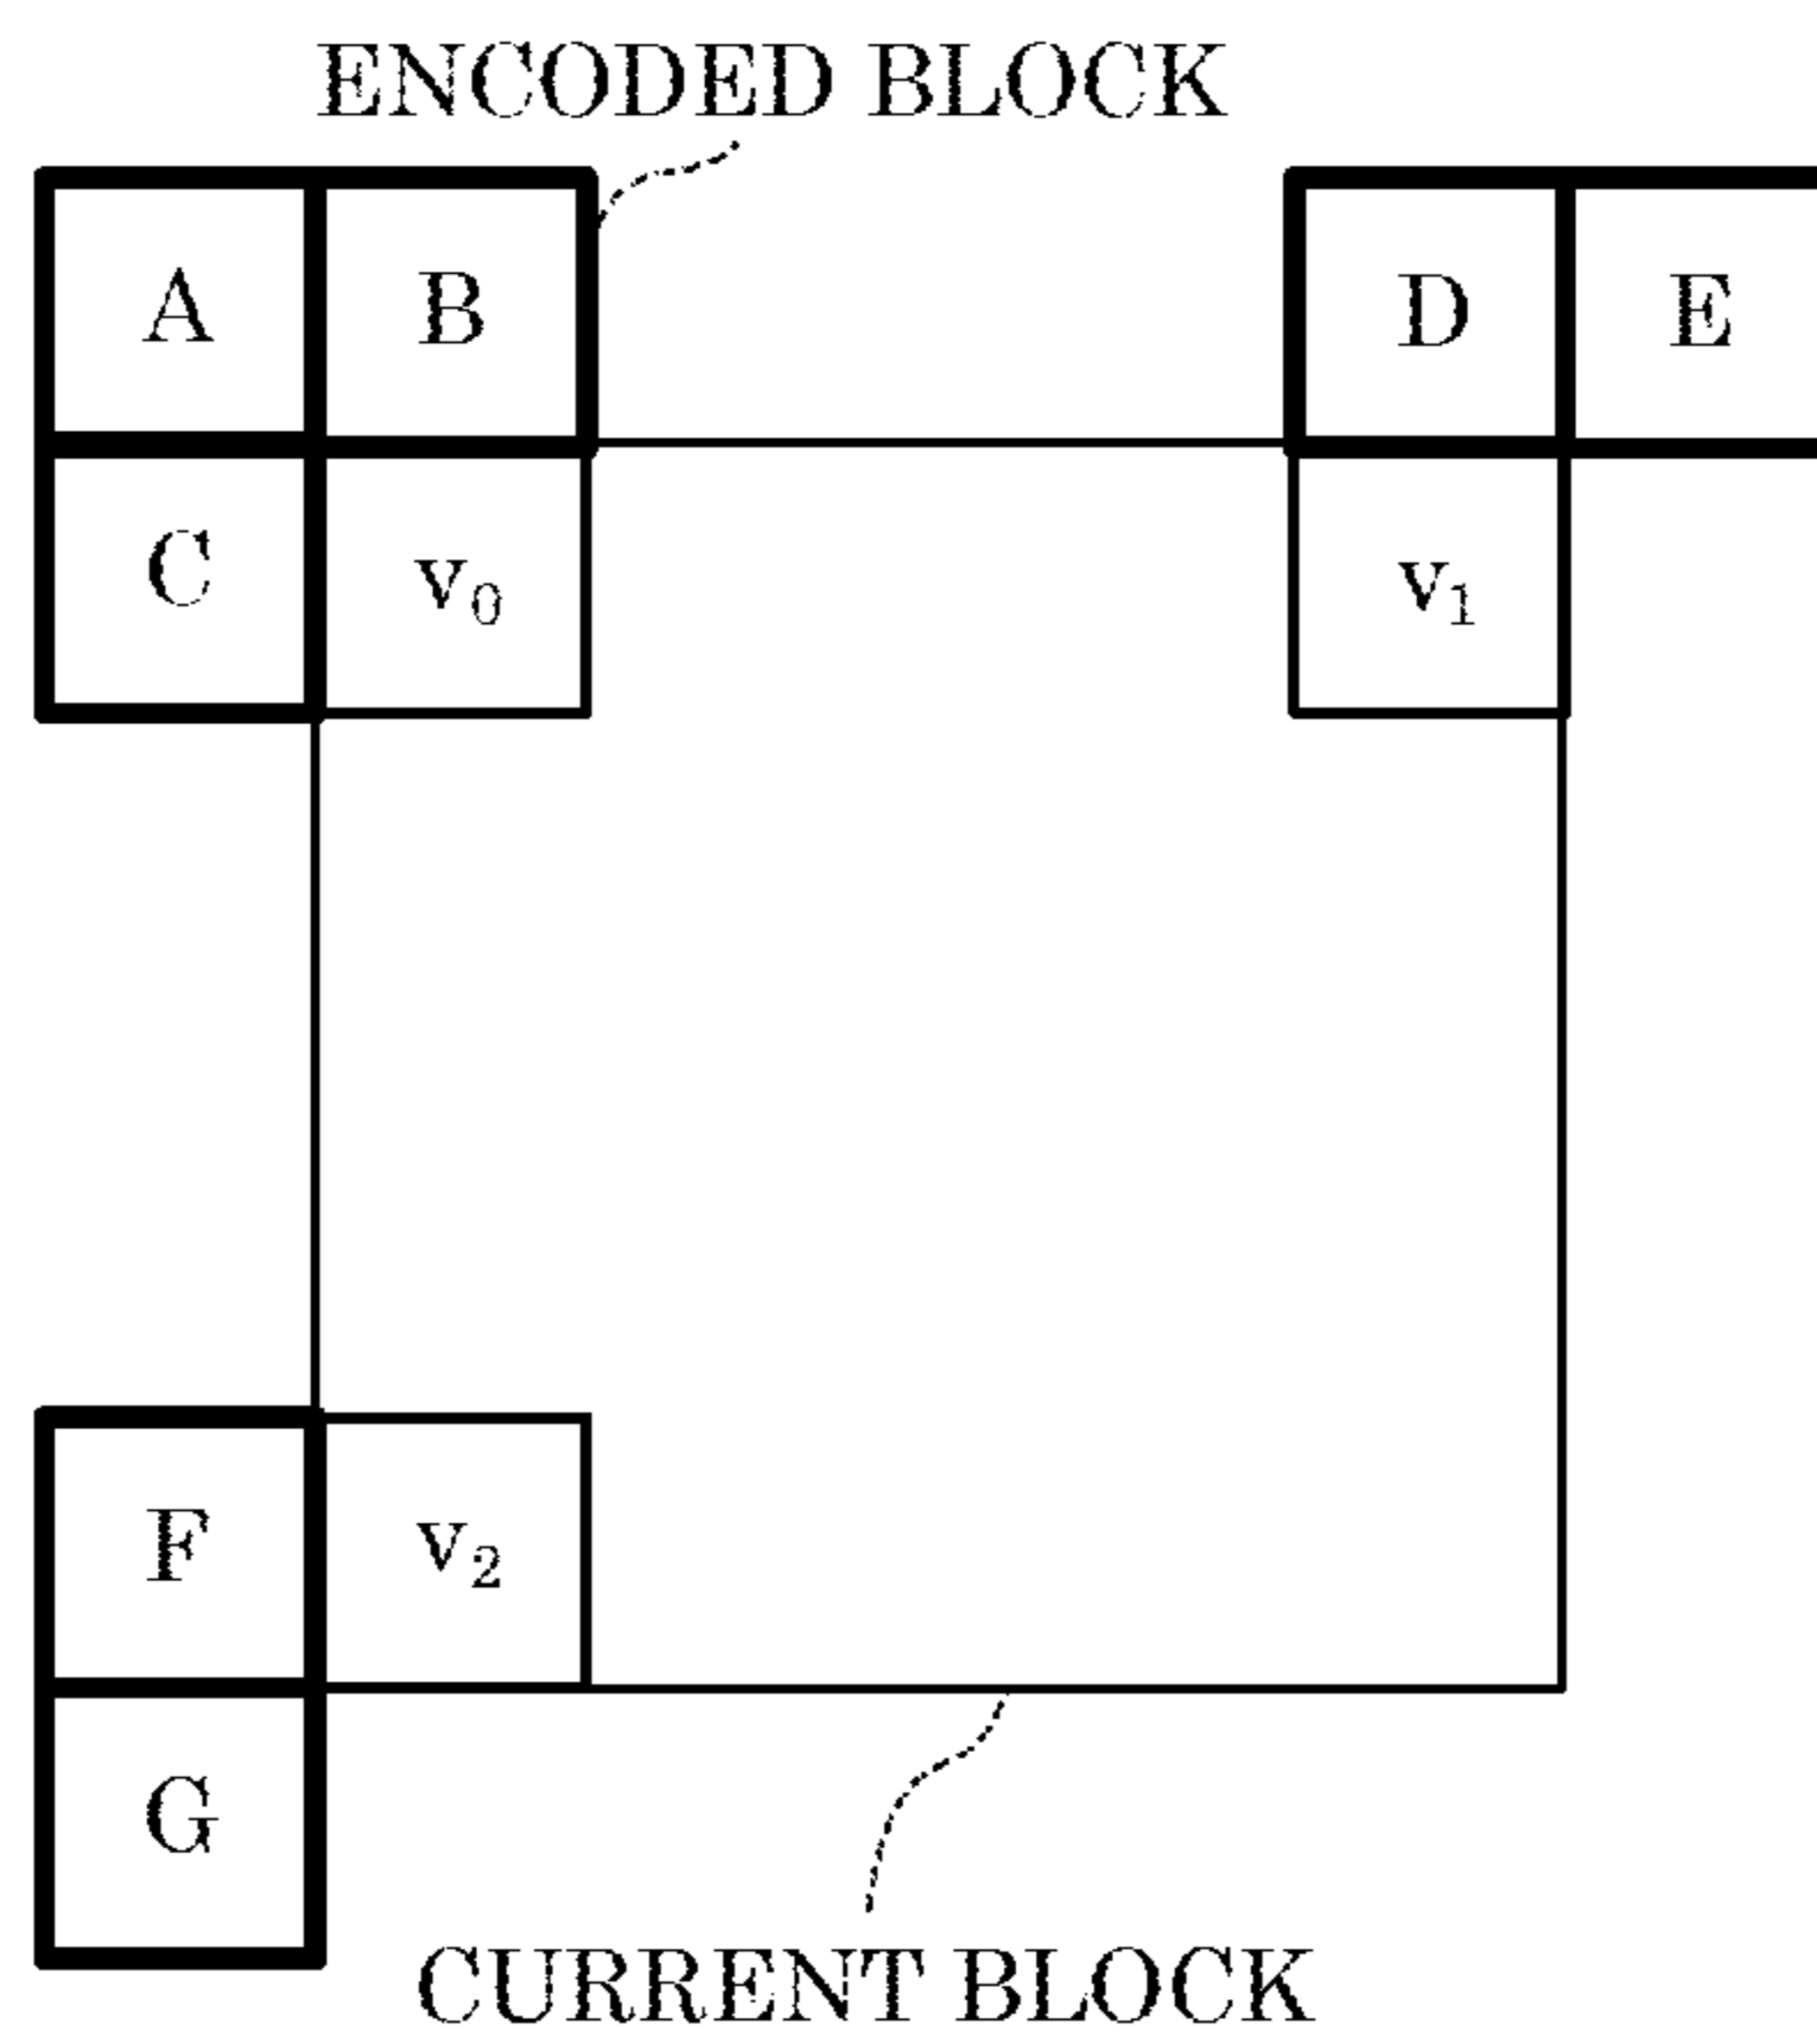 ENCODED BLOCK
A B D E
C v₀ v₁
F v₂
G
CURRENT BLOCK